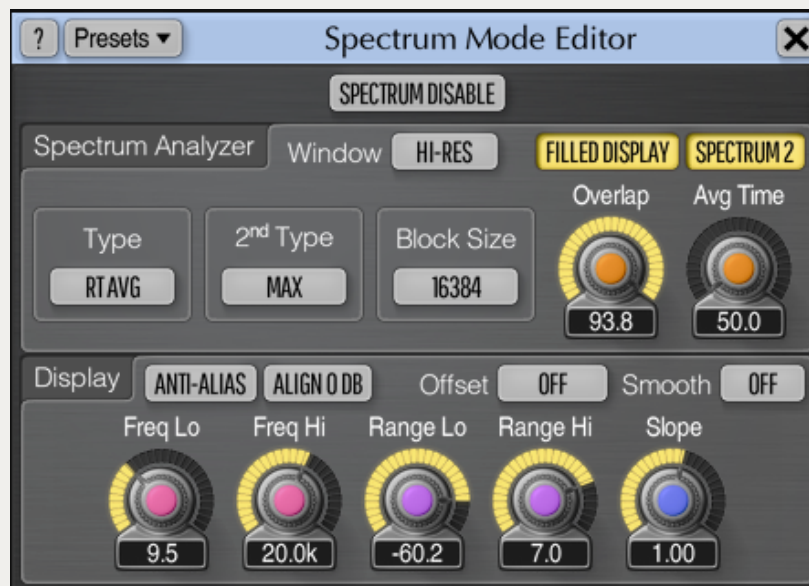 ? Presets ▼ Spectrum Mode Editor X
SPECTRUM DISABLE
Spectrum Analyzer Window HI-RES FILLED DISPLAY SPECTRUM 2
Overlap Avg Time
Type 2nd Type Block Size
RT AVG MAX 16384
93.8 50.0
Display ANTI-ALIAS ALIGN 0 DB Offset OFF Smooth OFF
Freq Lo Freq Hi Range Lo Range Hi Slope
9.5 20.0k -60.2 7.0 1.00